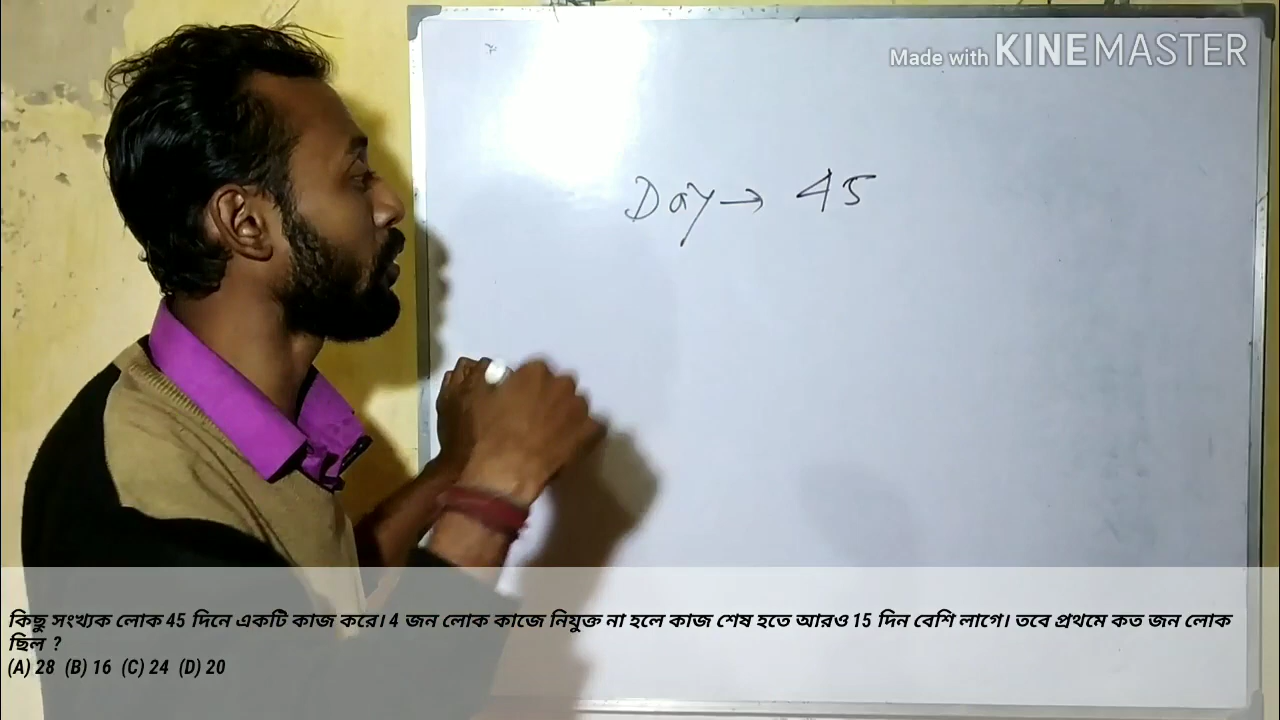 Made with KINEMASTER
Day → 45
কিছু সংখ্যক লোক 45 দিনে একটি কাজ করে। 4 জন লোক কাজে নিযুক্ত না হলে কাজ শেষ হতে আরও 15 দিন বেশি লাগে। তবে প্রথমে কত জন লোক
ছিল ?
(A) 28 (B) 16 (C) 24 (D) 20